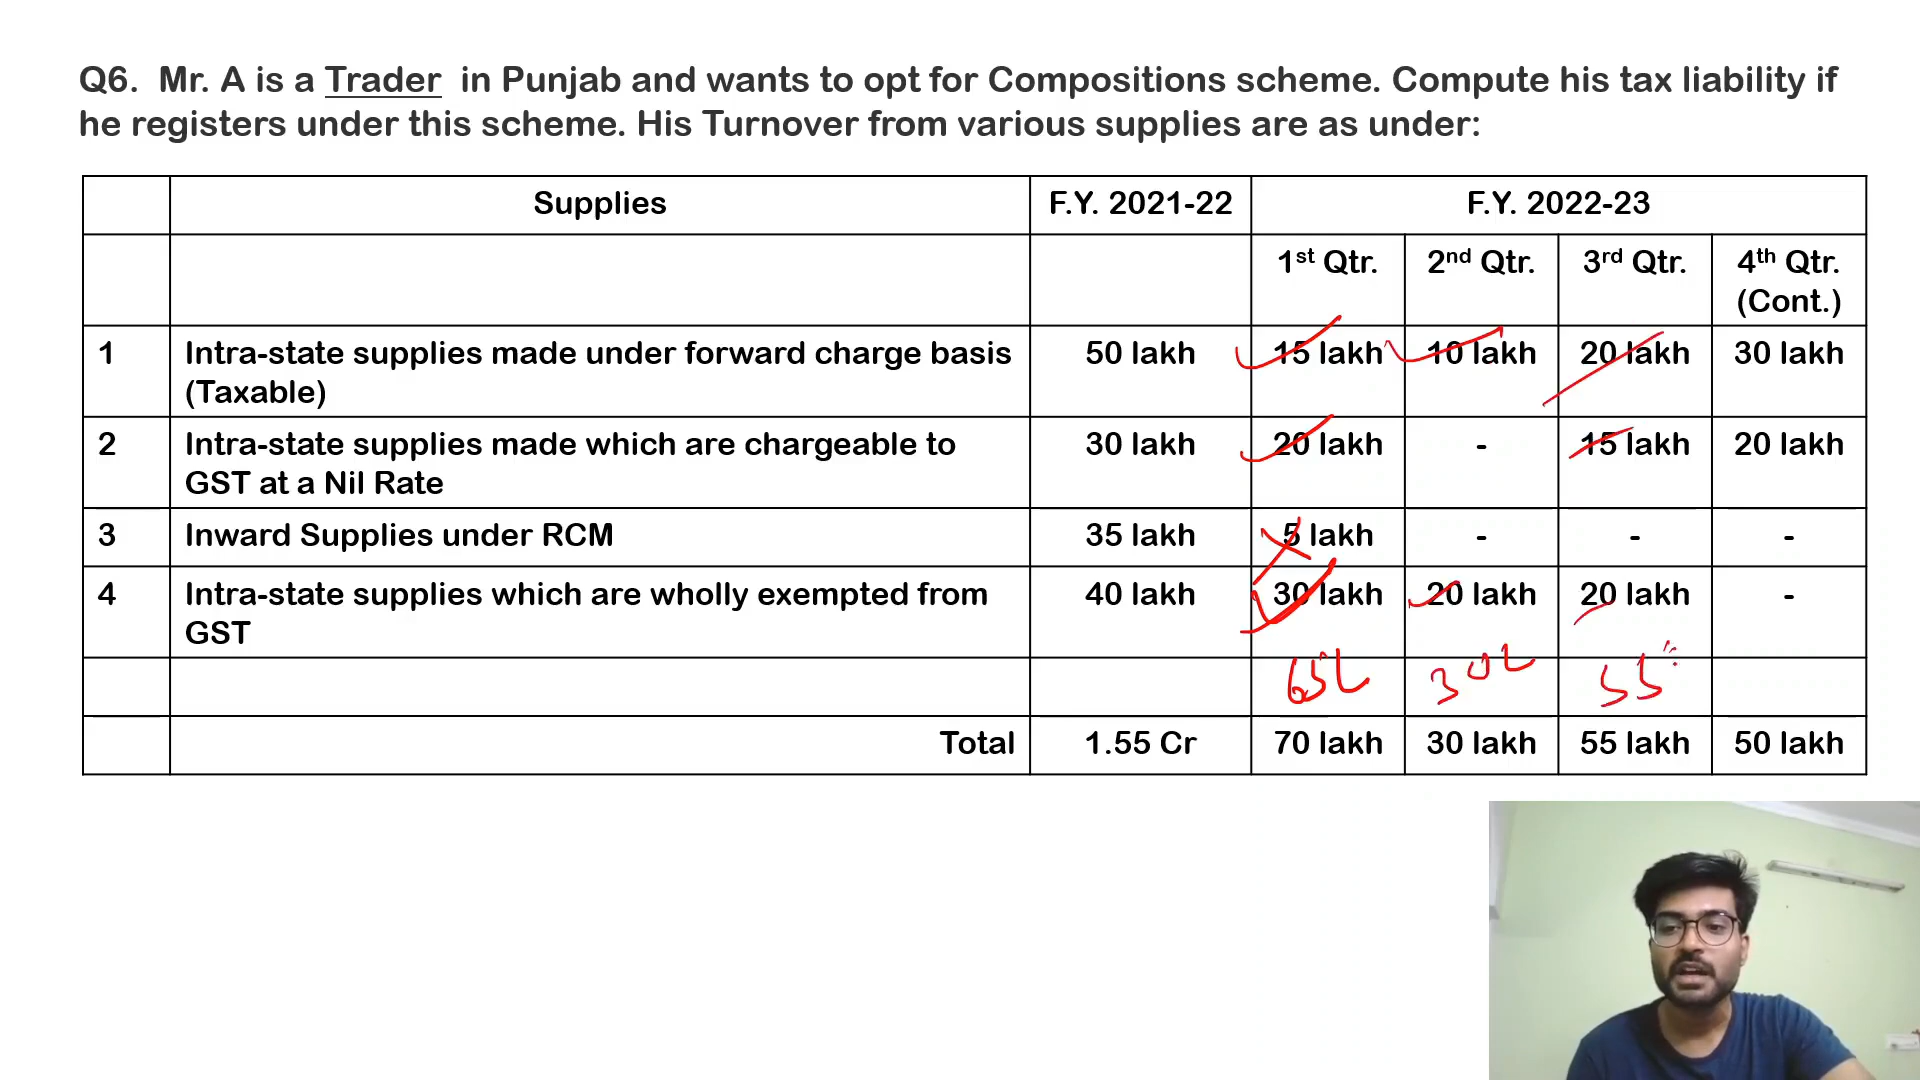 Q6. Mr. A is a Trader in Punjab and wants to opt for Compositions scheme. Compute his tax liability if
he registers under this scheme. His Turnover from various supplies are as under:
Supplies F.Y. 2021-22 F.Y. 2022-23
1st Qtr. 2nd Qtr. 3rd Qtr. 4th Qtr.
(Cont.)
1 Intra-state supplies made under forward charge basis 50 lakh 15 lakh 10 lakh 20 lakh 30 lakh
(Taxable)
2 Intra-state supplies made which are chargeable to 30 lakh 20 lakh - 15 lakh 20 lakh
GST at a Nil Rate
3 Inward Supplies under RCM 35 lakh 5 lakh - - -
4 Intra-state supplies which are wholly exempted from 40 lakh 30 lakh 20 lakh 20 lakh -
GST
65L 30L 55
Total 1.55 Cr 70 lakh 30 lakh 55 lakh 50 lakh